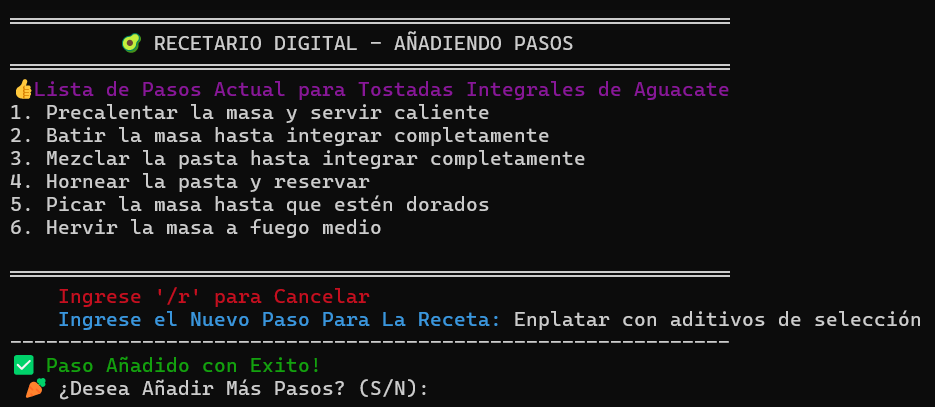 🥑 RECETARIO DIGITAL - AÑADIENDO PASOS
👍Lista de Pasos Actual para Tostadas Integrales de Aguacate
1. Precalentar la masa y servir caliente
2. Batir la masa hasta integrar completamente
3. Mezclar la pasta hasta integrar completamente
4. Hornear la pasta y reservar
5. Picar la masa hasta que estén dorados
6. Hervir la masa a fuego medio
Ingrese '/r' para Cancelar
Ingrese el Nuevo Paso Para La Receta: Enplatar con aditivos de selección
------------------------------------------------------------
✅ Paso Añadido con Exito!
🥕 ¿Desea Añadir Más Pasos? (S/N):